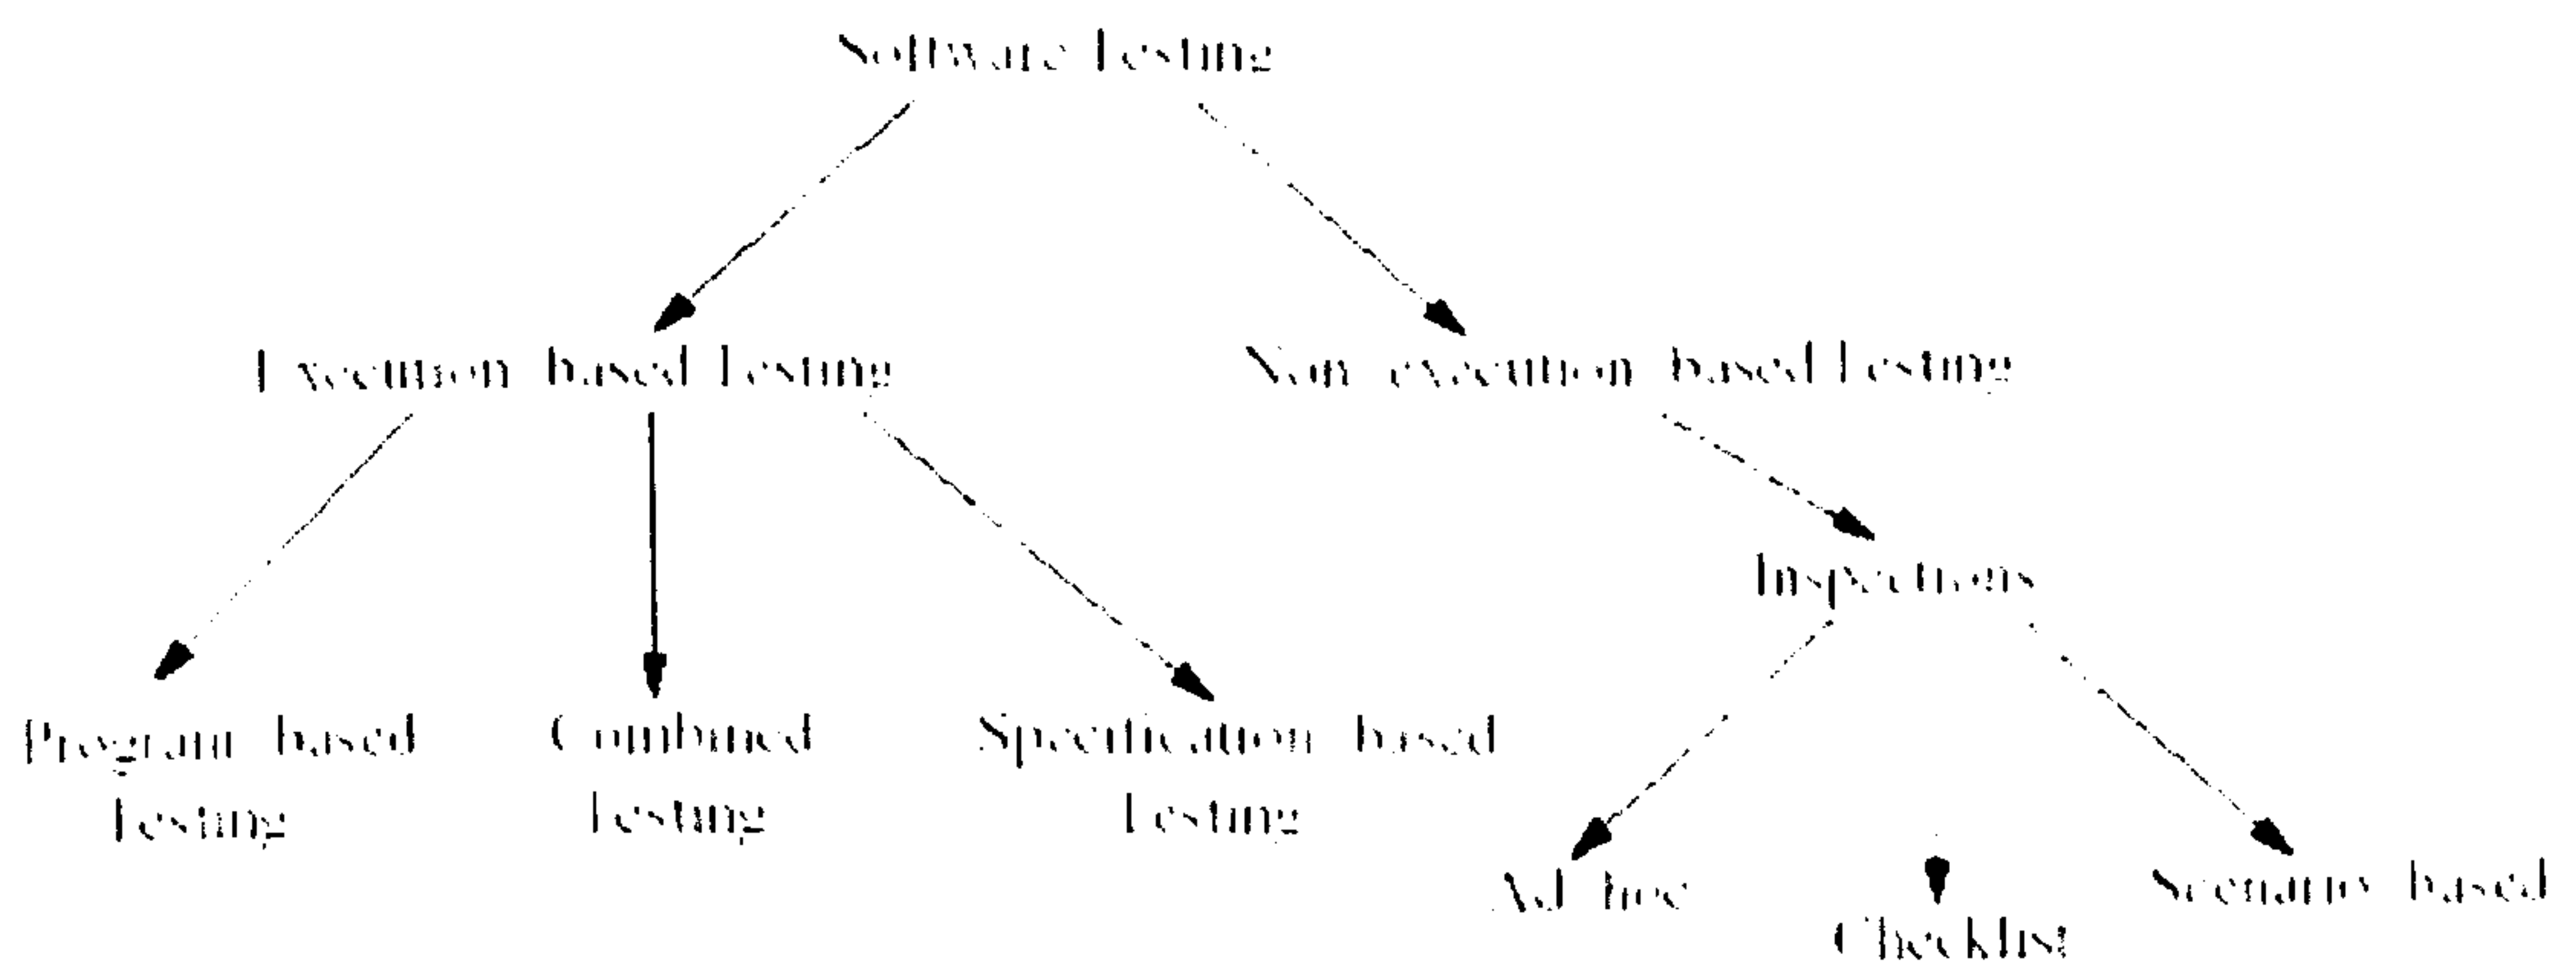 Software Testing
Execution based Testing
Non execution based Testing
Inspections
Program based
Testing
Combined
Testing
Specification based
Testing
Ad hoc
Checklist
Scenario based